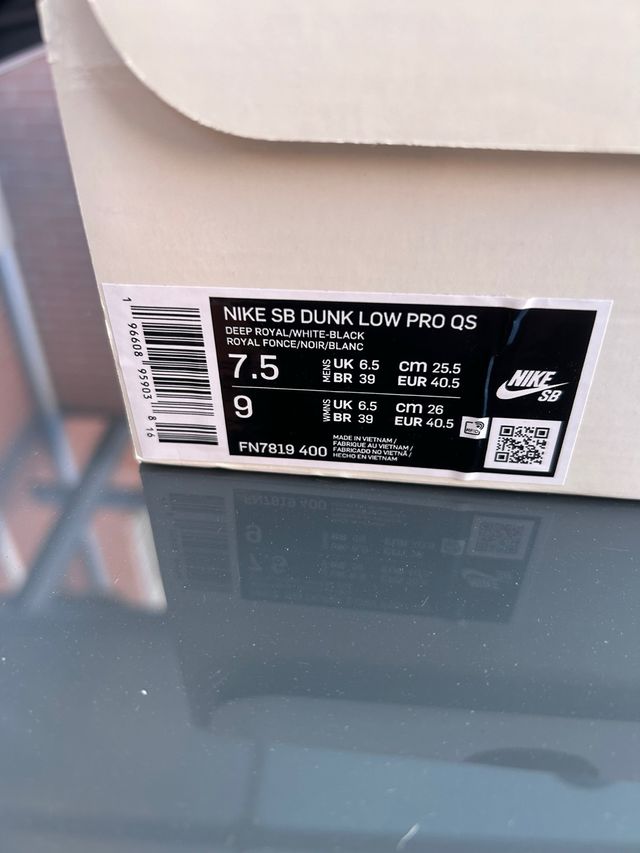 NIKE SB DUNK LOW PRO QS
DEEP ROYAL/WHITE-BLACK
ROYAL FONCE/NOIR/BLANC
7.5 MENS UK 6.5 cm 25.5
BR 39 EUR 40.5
9 WMNS UK 6.5 cm 26
BR 39 EUR 40.5
FN7819 400
MADE IN VIETNAM /
FABRIQUE AU VIETNAM /
FABRICADO NO VIETNÃ /
HECHO EN VIETNAM
NIKE
SB
1 96608 95903 8 16